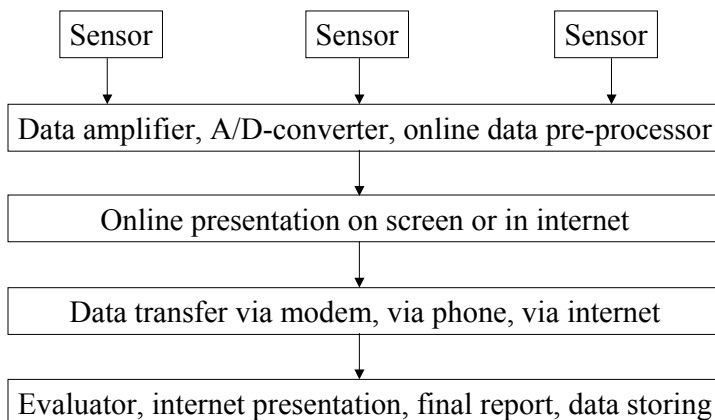 Sensor Sensor Sensor
Data amplifier, A/D-converter, online data pre-processor
Online presentation on screen or in internet
Data transfer via modem, via phone, via internet
Evaluator, internet presentation, final report, data storing